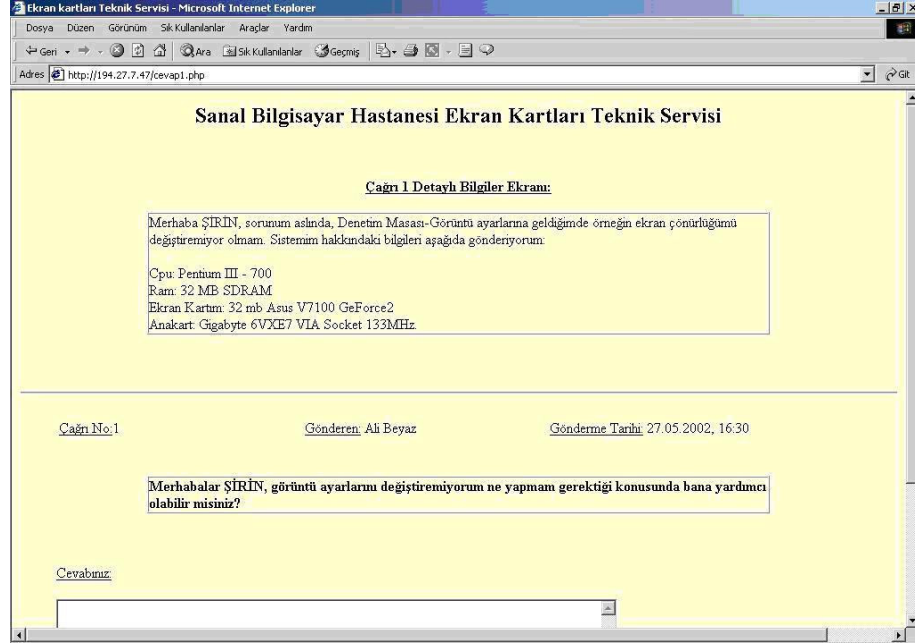 Ekran kartları Teknik Servisi - Microsoft Internet Explorer
Dosya Düzen Görünüm Sık Kullanılanlar Araçlar Yardım
Geri Ara Sık Kullanılanlar Geçmiş
Adres http://194.27.7.47/cevap1.php Git
Sanal Bilgisayar Hastanesi Ekran Kartları Teknik Servisi
Çağrı 1 Detaylı Bilgiler Ekranı:
Merhaba ŞİRİN, sorunum aslında, Denetim Masası-Görüntü ayarlarına geldiğimde örneğin ekran çönürlüğümü
değiştiremiyor olmam. Sistemim hakkındaki bilgileri aşağıda gönderiyorum:
Cpu: Pentium III - 700
Ram: 32 MB SDRAM
Ekran Kartım: 32 mb Asus V7100 GeForce2
Anakart: Gigabyte 6VXE7 VIA Socket 133MHz.
Çağrı No:1 Gönderen: Ali Beyaz Gönderme Tarihi: 27.05.2002, 16:30
Merhabalar ŞİRİN, görüntü ayarlarını değiştiremiyorum ne yapmam gerektiği konusunda bana yardımcı
olabilir misiniz?
Cevabınız: